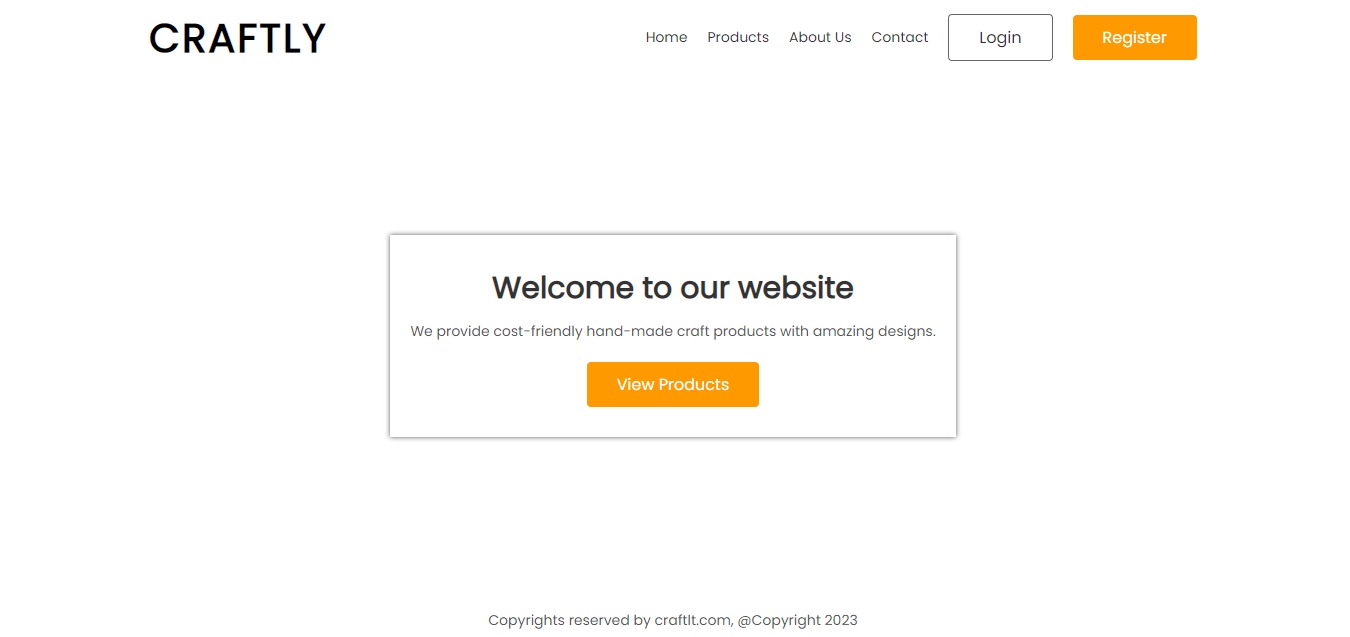 CRAFTLY
Home Products About Us Contact Login Register
Welcome to our website
We provide cost-friendly hand-made craft products with amazing designs.
View Products
Copyrights reserved by craftlt.com, @Copyright 2023